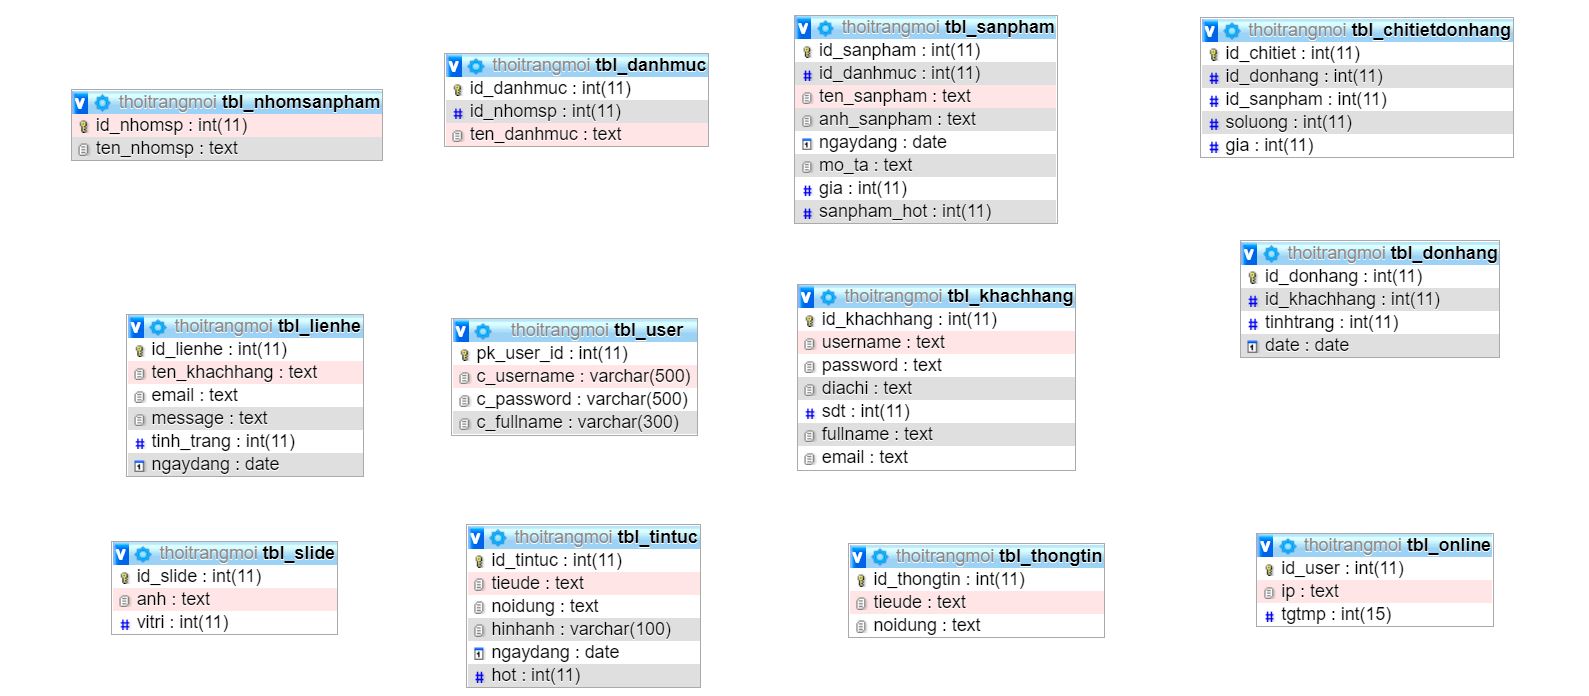 thoitrangmoi tbl_nhomsanpham
id_nhomsp : int(11)
ten_nhomsp : text
thoitrangmoi tbl_danhmuc
id_danhmuc : int(11)
id_nhomsp : int(11)
ten_danhmuc : text
thoitrangmoi tbl_sanpham
id_sanpham : int(11)
id_danhmuc : int(11)
ten_sanpham : text
anh_sanpham : text
ngaydang : date
mo_ta : text
gia : int(11)
sanpham_hot : int(11)
thoitrangmoi tbl_chitietdonhang
id_chitiet : int(11)
id_donhang : int(11)
id_sanpham : int(11)
soluong : int(11)
gia : int(11)
thoitrangmoi tbl_lienhe
id_lienhe : int(11)
ten_khachhang : text
email : text
message : text
tinh_trang : int(11)
ngaydang : date
thoitrangmoi tbl_user
pk_user_id : int(11)
c_username : varchar(500)
c_password : varchar(500)
c_fullname : varchar(300)
thoitrangmoi tbl_khachhang
id_khachhang : int(11)
username : text
password : text
diachi : text
sdt : int(11)
fullname : text
email : text
thoitrangmoi tbl_donhang
id_donhang : int(11)
id_khachhang : int(11)
tinhtrang : int(11)
date : date
thoitrangmoi tbl_slide
id_slide : int(11)
anh : text
vitri : int(11)
thoitrangmoi tbl_tintuc
id_tintuc : int(11)
tieude : text
noidung : text
hinhanh : varchar(100)
ngaydang : date
hot : int(11)
thoitrangmoi tbl_thongtin
id_thongtin : int(11)
tieude : text
noidung : text
thoitrangmoi tbl_online
id_user : int(11)
ip : text
tgtmp : int(15)